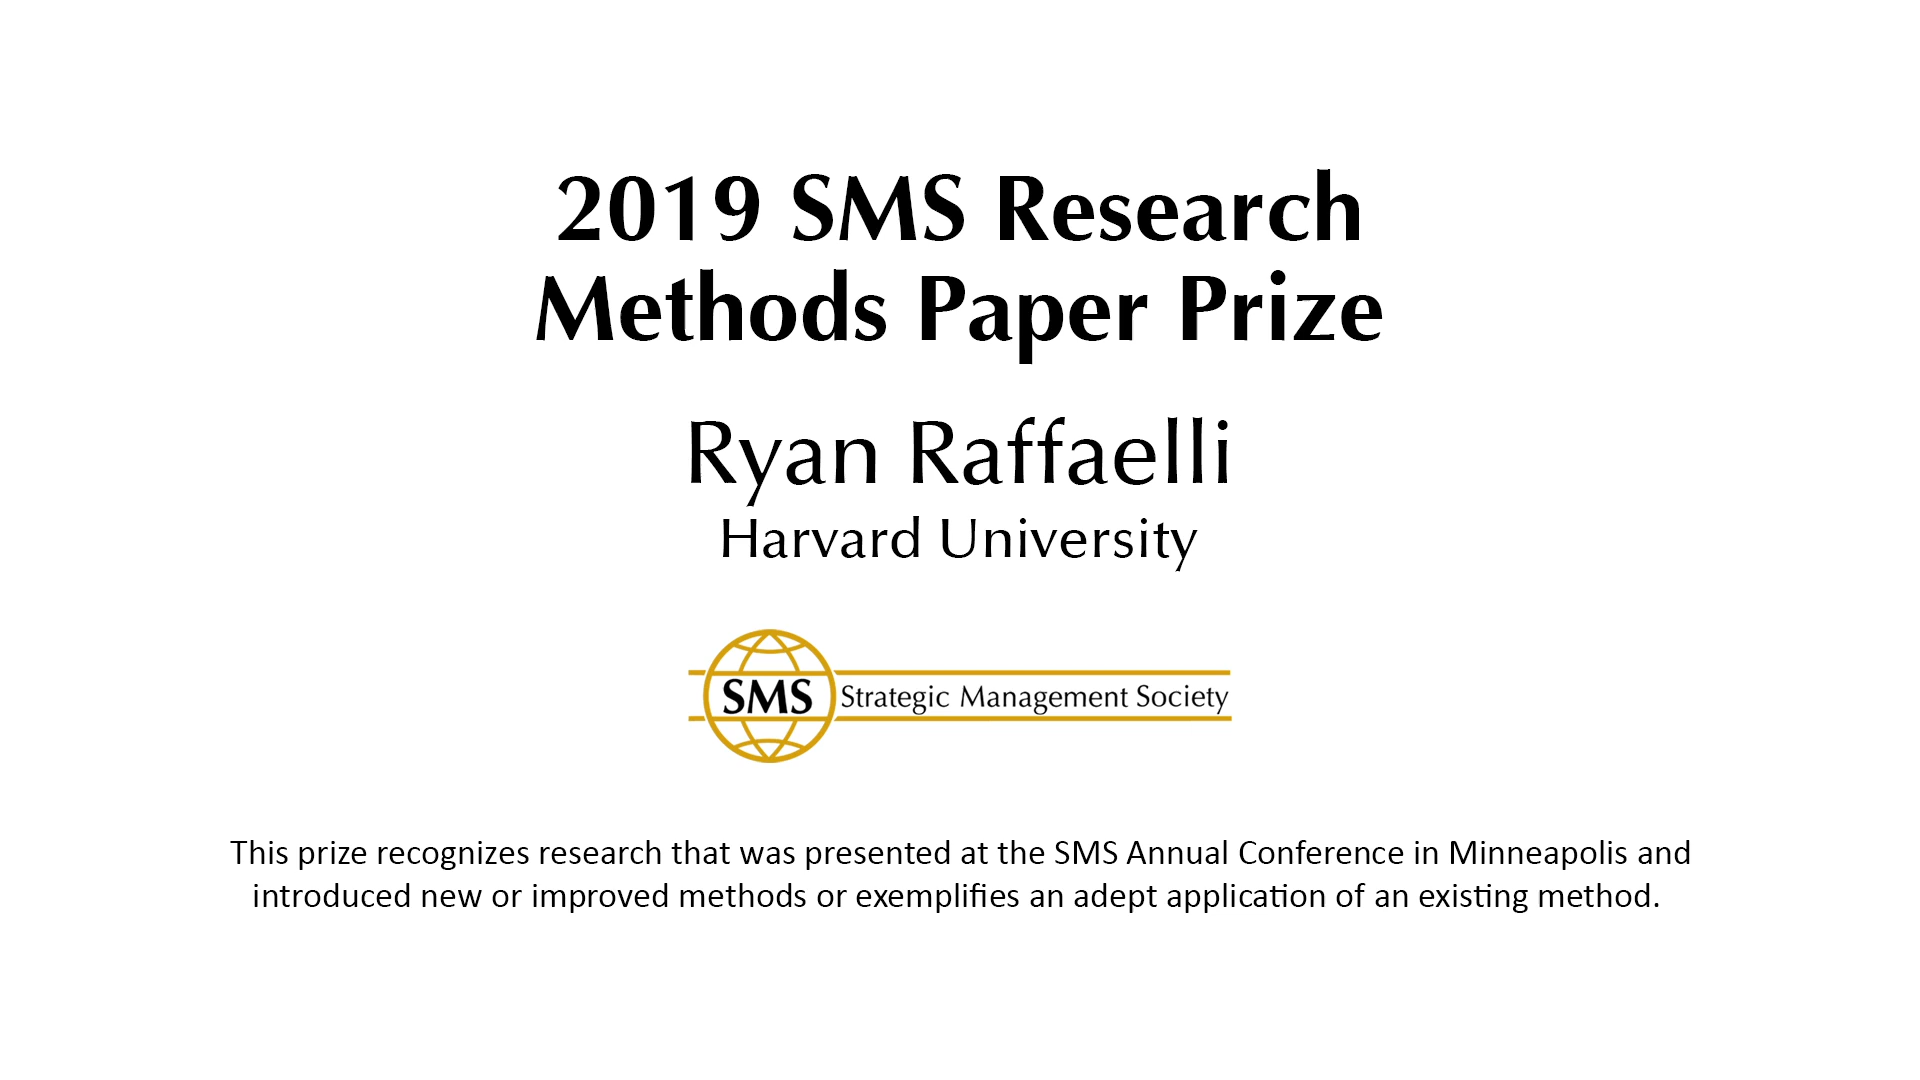 2019 SMS Research
Methods Paper Prize
Ryan Raffaelli
Harvard University
SMS Strategic Management Society
This prize recognizes research that was presented at the SMS Annual Conference in Minneapolis and
introduced new or improved methods or exemplifies an adept application of an existing method.